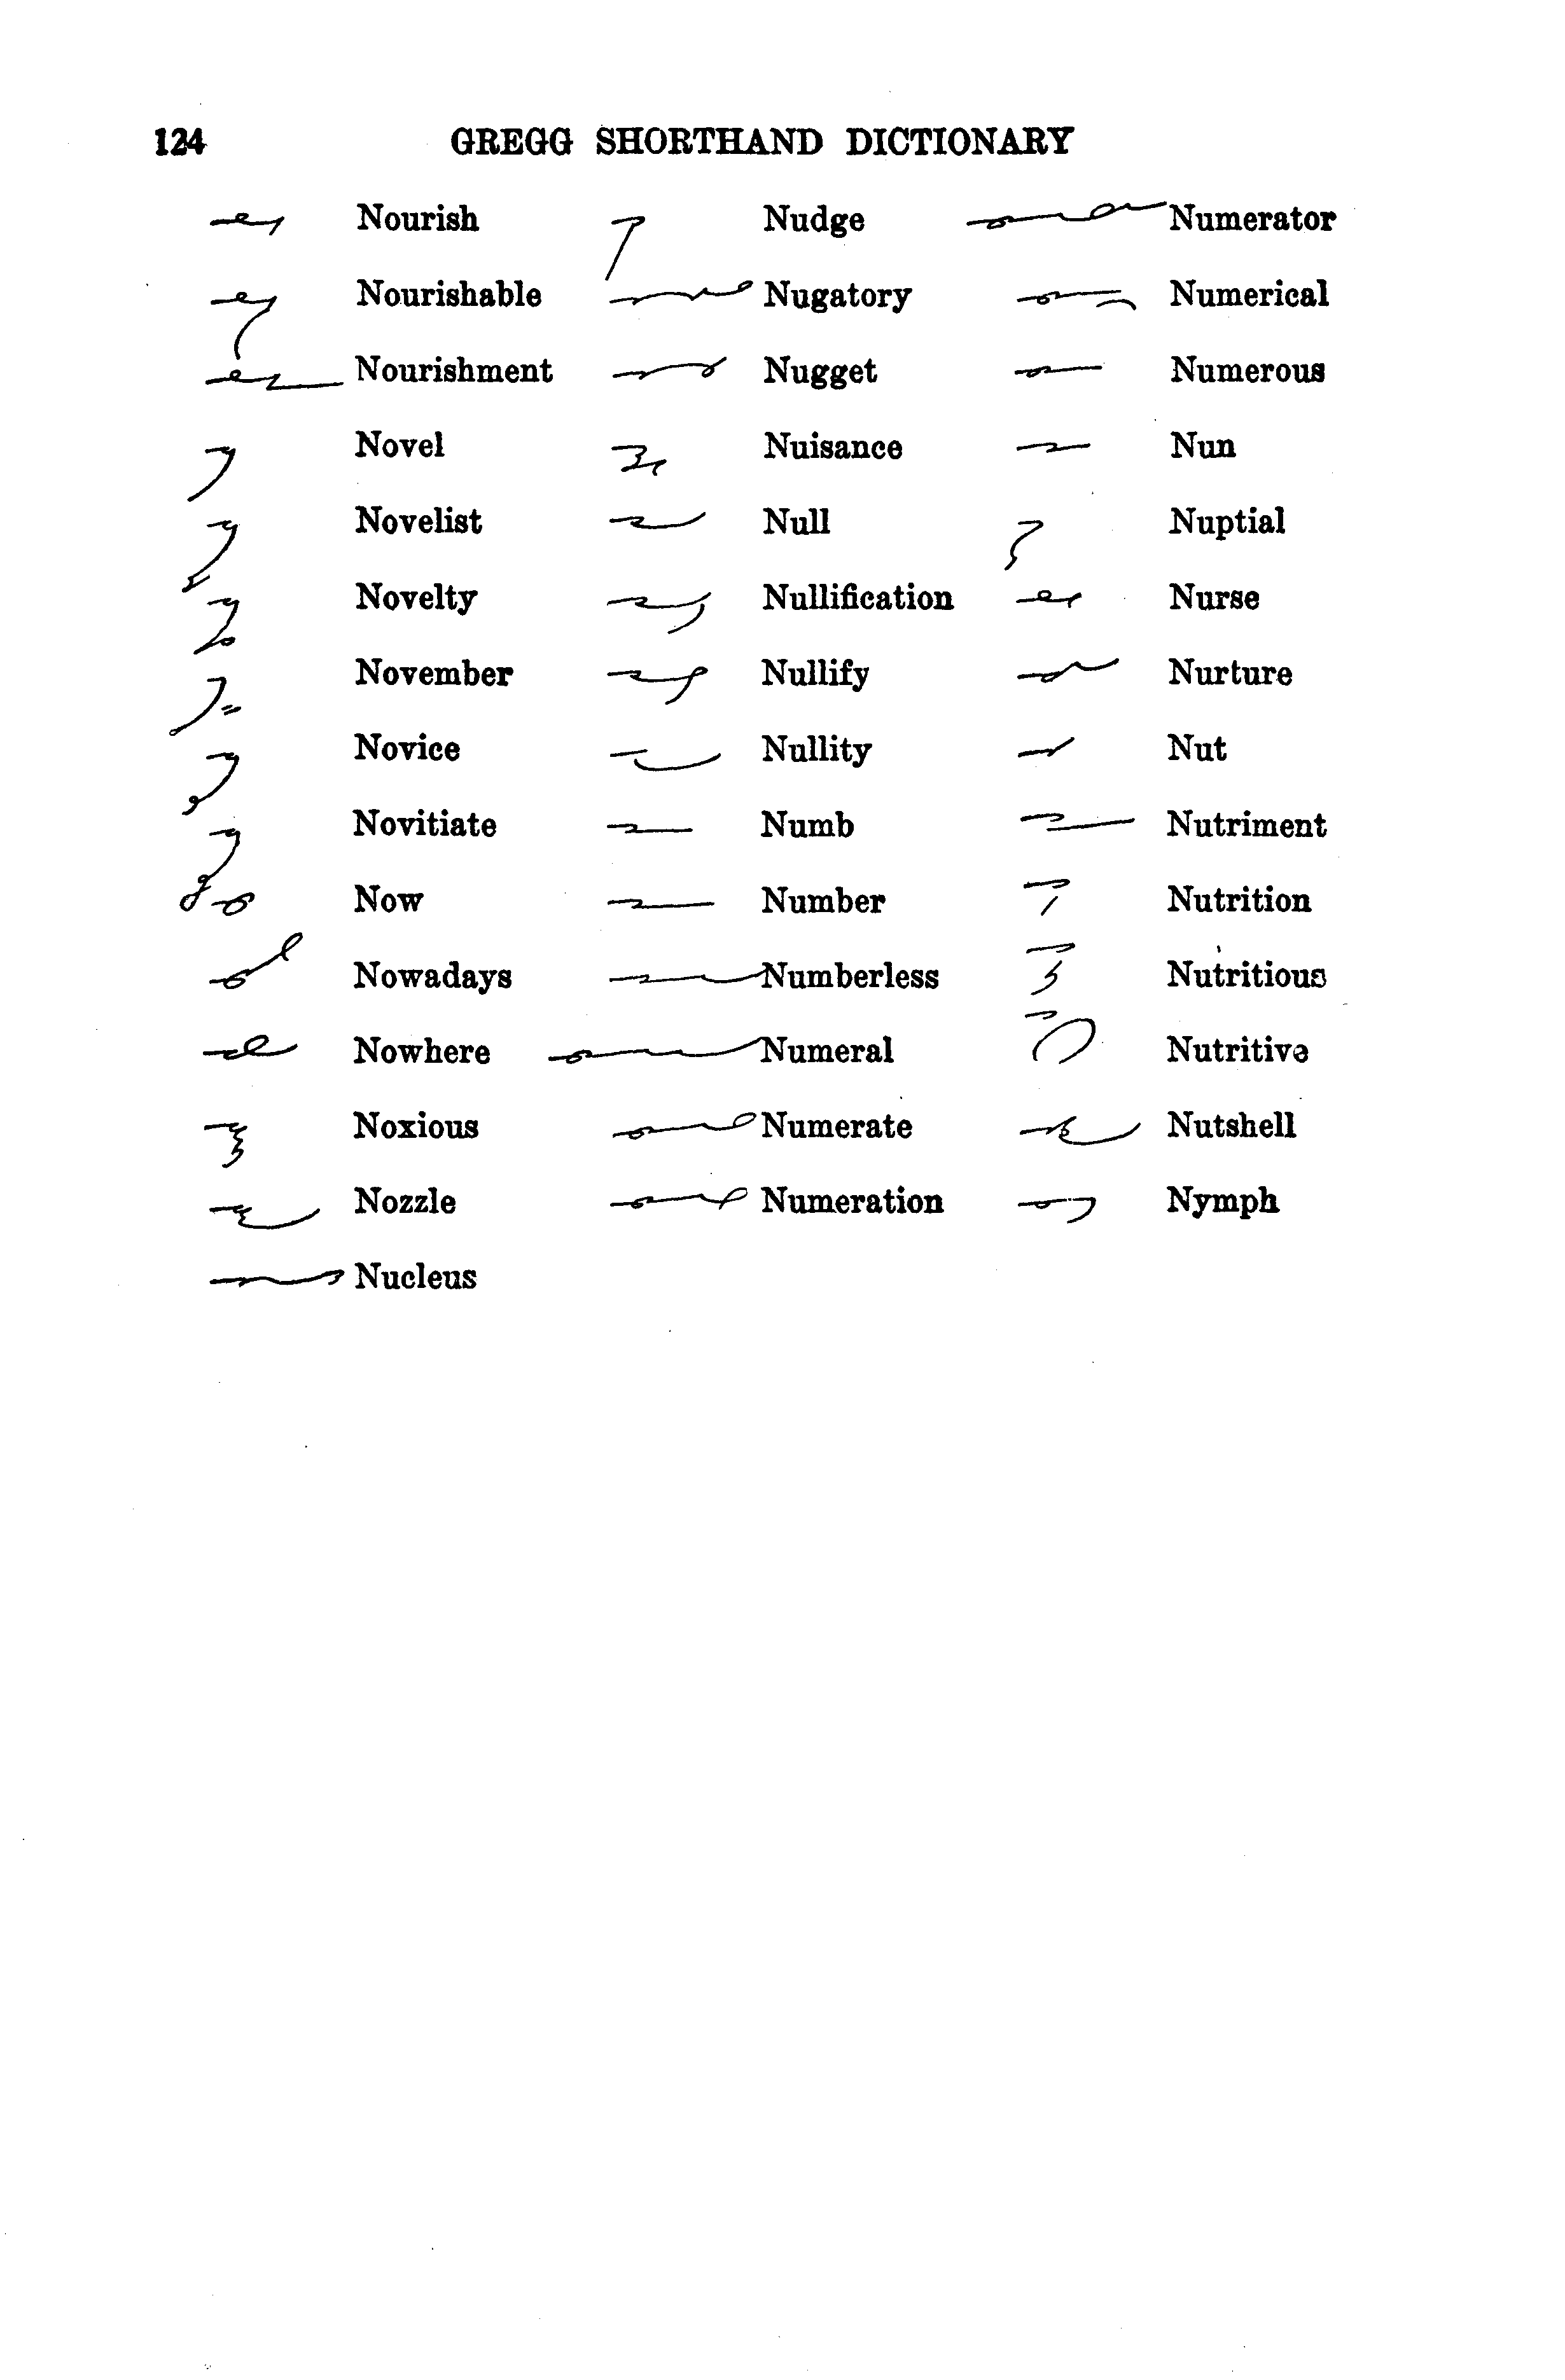 124 GREGG SHORTHAND DICTIONARY
Nourish Nudge Numerator
Nourishable Nugatory Numerical
Nourishment Nugget Numerous
Novel Nuisance Nun
Novelist Null Nuptial
Novelty Nullification Nurse
November Nullify Nurture
Novice Nullity Nut
Novitiate Numb Nutriment
Now Number Nutrition
Nowadays Numberless Nutritious
Nowhere Numeral Nutritive
Noxious Numerate Nutshell
Nozzle Numeration Nymph
Nucleus